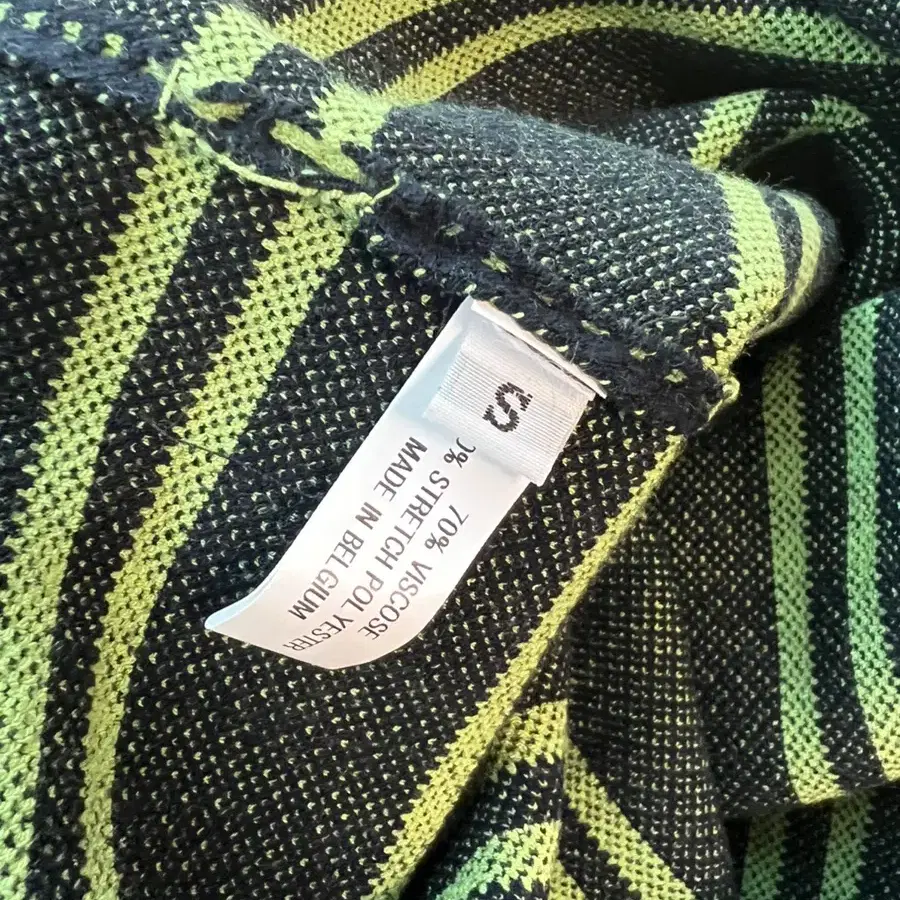 S
70% VISCOSE
0% STRETCH POLYESTER
MADE IN BELGIUM